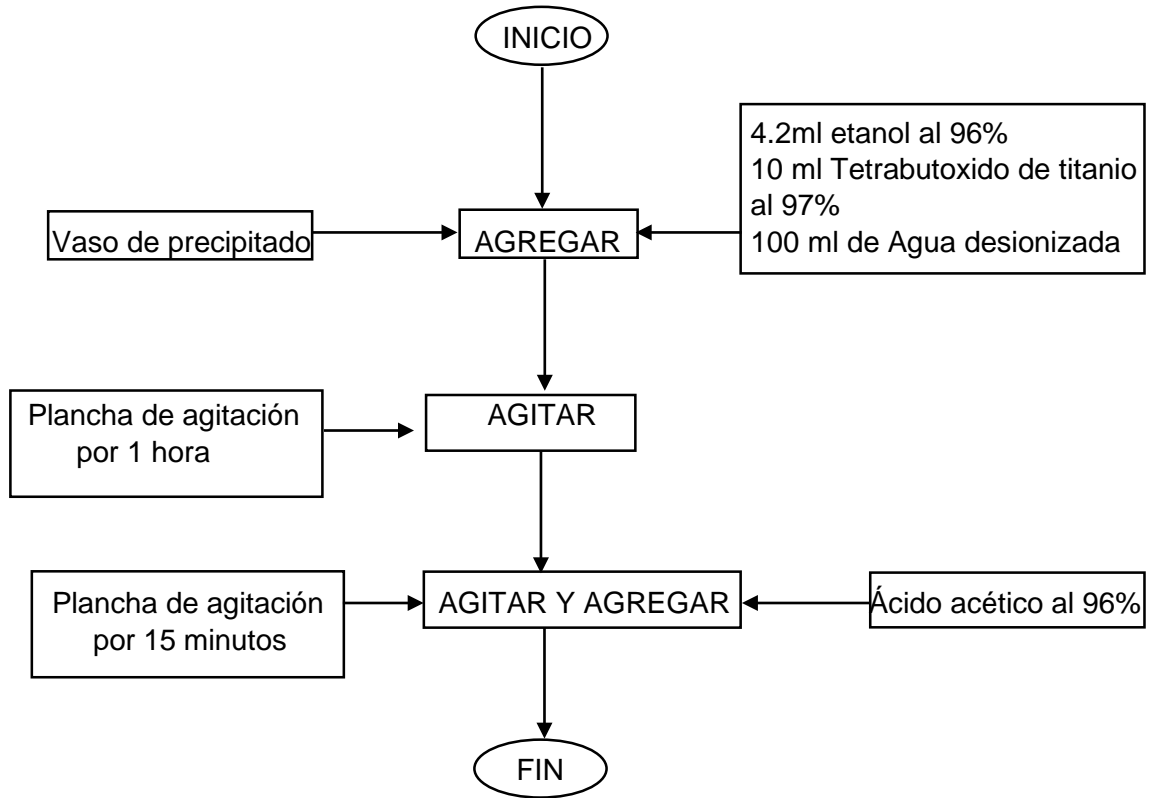 INICIO
4.2ml etanol al 96%
10 ml Tetrabutoxido de titanio
al 97%
100 ml de Agua desionizada
Vaso de precipitado
AGREGAR
Plancha de agitación
por 1 hora
AGITAR
Plancha de agitación
por 15 minutos
AGITAR Y AGREGAR
Ácido acético al 96%
FIN